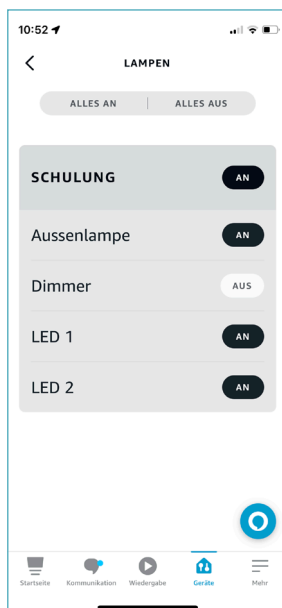 10:52
LAMPEN
ALLES AN ALLES AUS
SCHULUNG AN
Aussenlampe AN
Dimmer AUS
LED 1 AN
LED 2 AN
Startseite Kommunikation Wiedergabe Geräte Mehr